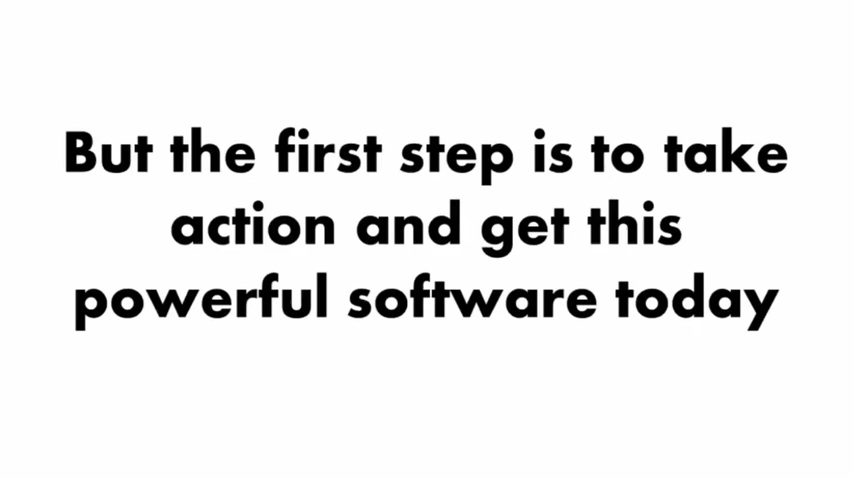 But the first step is to take
action and get this
powerful software today